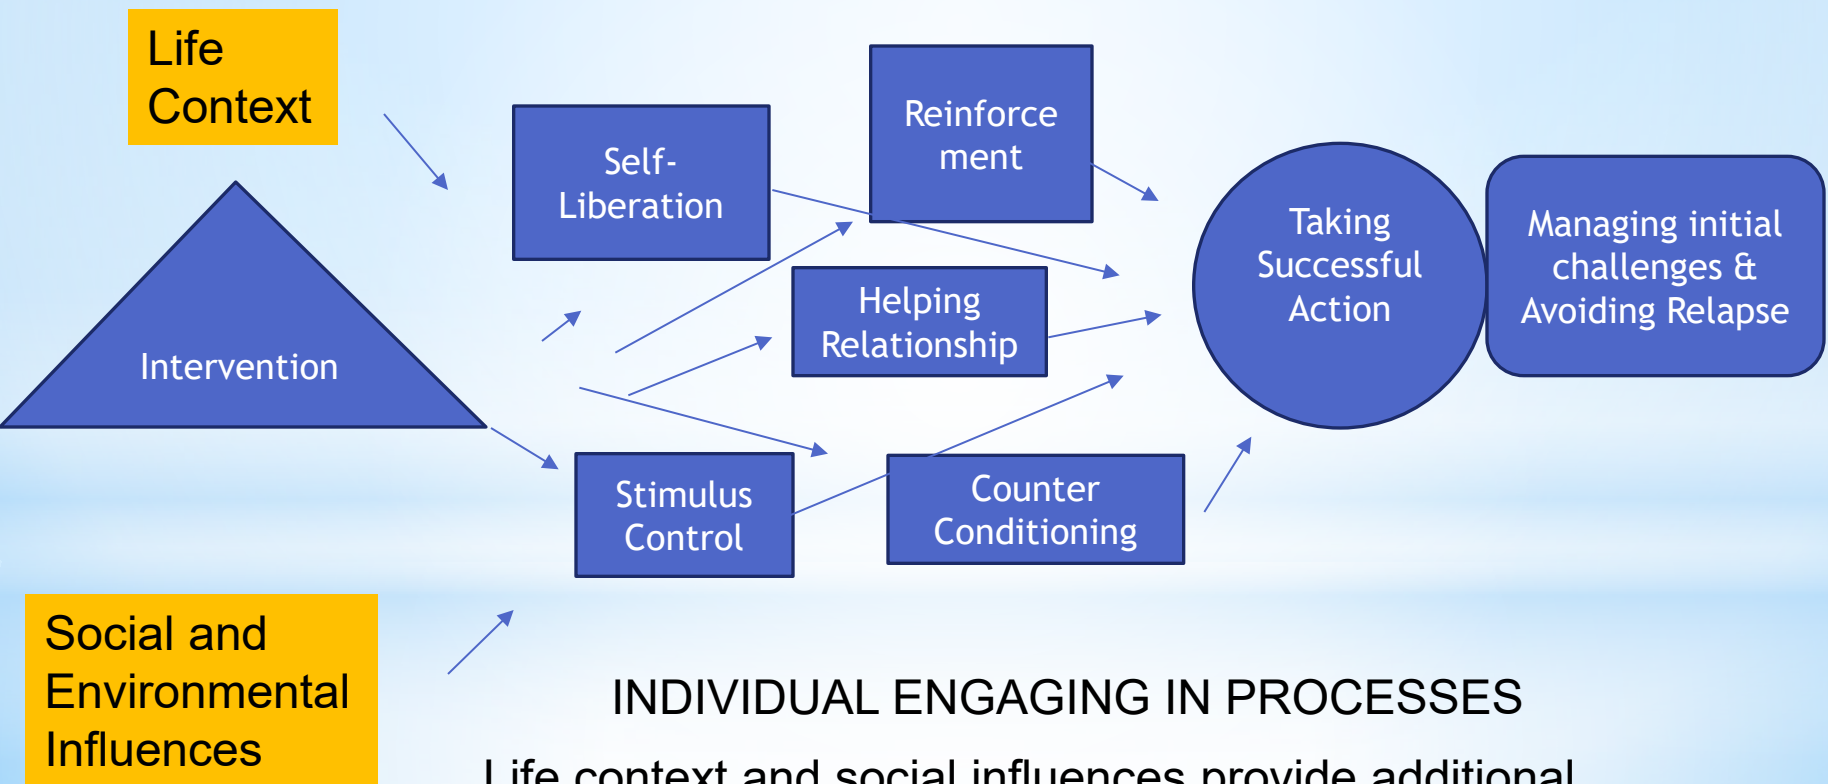 Life
Context
Self-
Liberation
Reinforce
ment
Intervention
Helping
Relationship
Stimulus
Control
Counter
Conditioning
Taking
Successful
Action
Managing initial
challenges &
Avoiding Relapse
Social and
Environmental
Influences
INDIVIDUAL ENGAGING IN PROCESSES
Life context and social influences provide additional